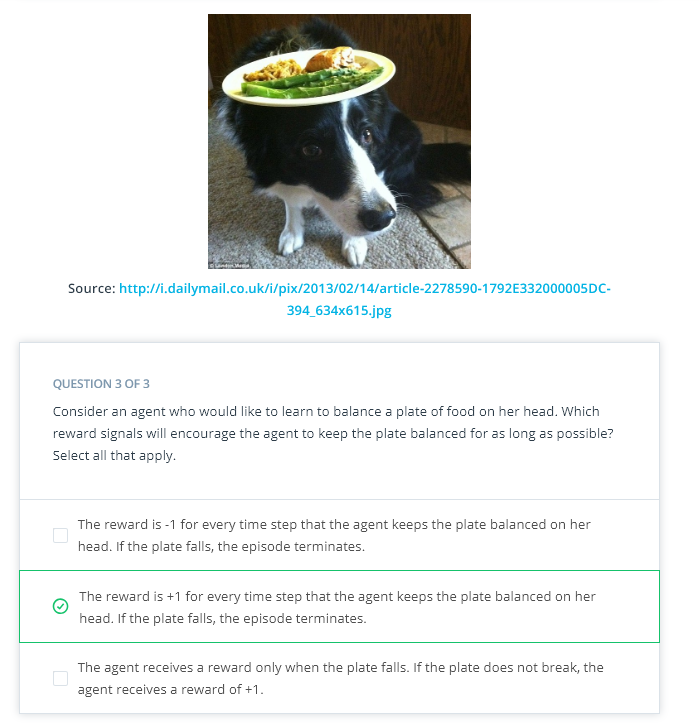 Source: http://i.dailymail.co.uk/i/pix/2013/02/14/article-2278590-1792E332000005DC-
394_634x615.jpg
QUESTION 3 OF 3
Consider an agent who would like to learn to balance a plate of food on her head. Which
reward signals will encourage the agent to keep the plate balanced for as long as possible?
Select all that apply.
The reward is -1 for every time step that the agent keeps the plate balanced on her
head. If the plate falls, the episode terminates.
The reward is +1 for every time step that the agent keeps the plate balanced on her
head. If the plate falls, the episode terminates.
The agent receives a reward only when the plate falls. If the plate does not break, the
agent receives a reward of +1.